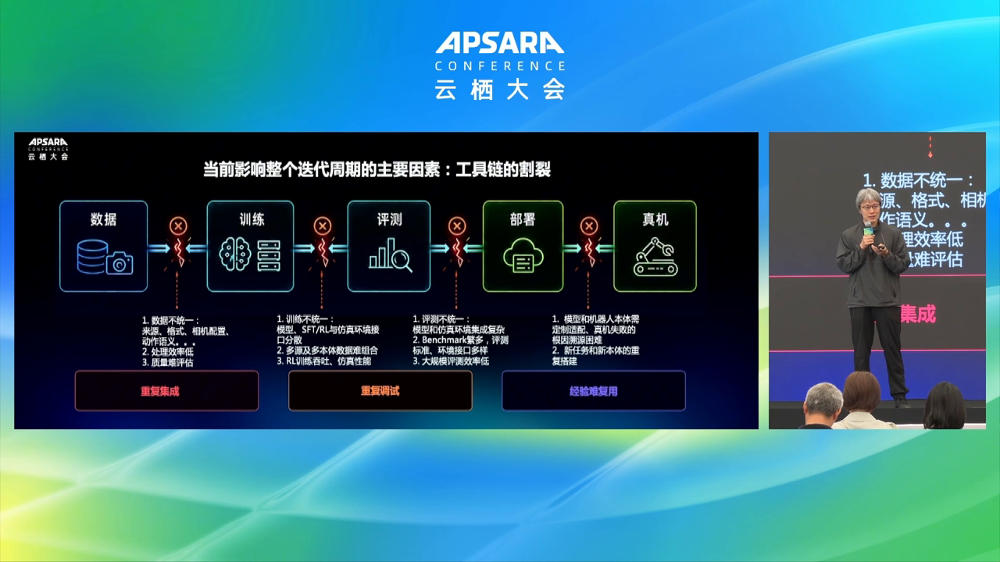 APSARA
CONFERENCE
云栖大会
APSARA
CONFERENCE
云栖大会
当前影响整个迭代周期的主要因素：工具链的割裂
数据
训练
评测
部署
真机
1. 数据不统一：
来源、格式、相机配置、
动作语义。。。
2. 处理效率低
3. 质量难评估
1. 训练不统一：
模型、SFT/RL与仿真环境接
口分散
2. 多源及多本体数据难组合
3. RL训练吞吐、仿真性能
1. 评测不统一：
模型和仿真环境集成复杂
2. Benchmark繁多，评测
标准、环境接口多样
3. 大规模评测效率低
1. 模型和机器人本体需
定制适配、真机失败的
根因溯源困难
2. 新任务和新本体的重
复搭建
重复集成
重复调试
经验难复用
1. 数据不统一：
源、格式、相机
作语义。。。
理效率低
量难评估
集成